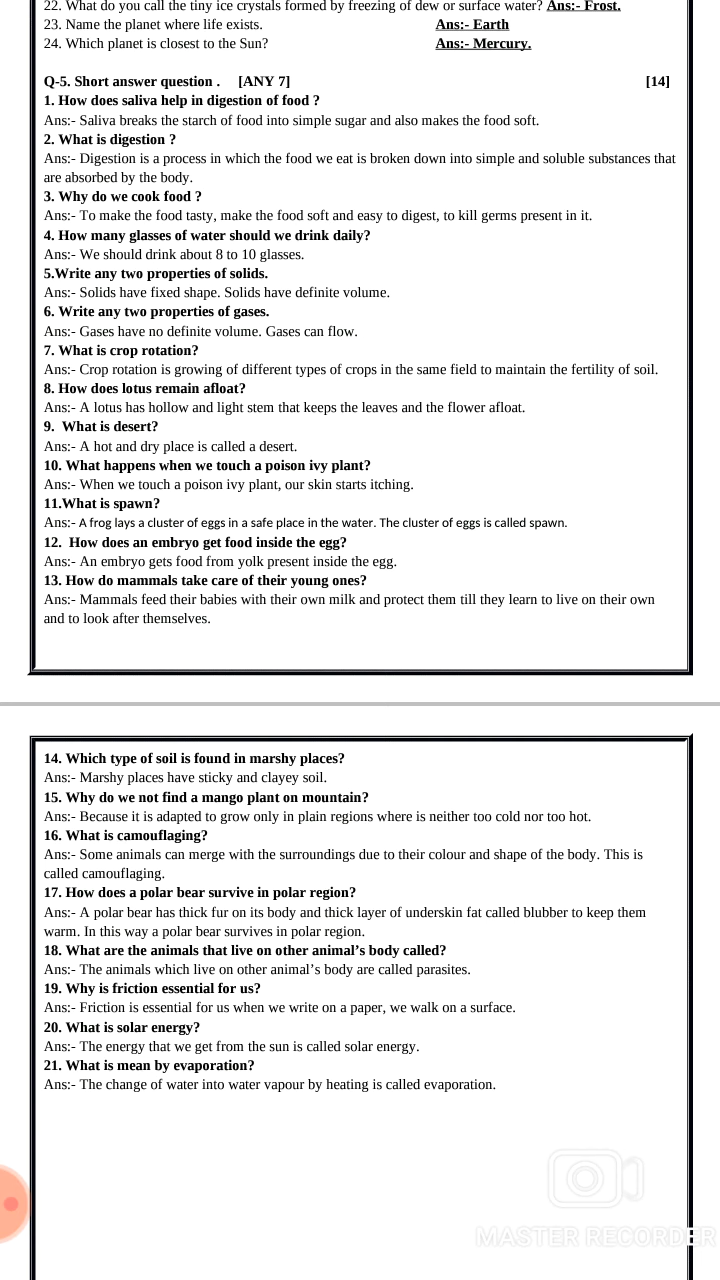 22. What do you call the tiny ice crystals formed by freezing of dew or surface water? Ans:- Frost.
23. Name the planet where life exists. Ans:- Earth
24. Which planet is closest to the Sun? Ans:- Mercury.
Q-5. Short answer question . [ANY 7] [14]
1. How does saliva help in digestion of food ?
Ans:- Saliva breaks the starch of food into simple sugar and also makes the food soft.
2. What is digestion ?
Ans:- Digestion is a process in which the food we eat is broken down into simple and soluble substances that
are absorbed by the body.
3. Why do we cook food ?
Ans:- To make the food tasty, make the food soft and easy to digest, to kill germs present in it.
4. How many glasses of water should we drink daily?
Ans:- We should drink about 8 to 10 glasses.
5.Write any two properties of solids.
Ans:- Solids have fixed shape. Solids have definite volume.
6. Write any two properties of gases.
Ans:- Gases have no definite volume. Gases can flow.
7. What is crop rotation?
Ans:- Crop rotation is growing of different types of crops in the same field to maintain the fertility of soil.
8. How does lotus remain afloat?
Ans:- A lotus has hollow and light stem that keeps the leaves and the flower afloat.
9. What is desert?
Ans:- A hot and dry place is called a desert.
10. What happens when we touch a poison ivy plant?
Ans:- When we touch a poison ivy plant, our skin starts itching.
11.What is spawn?
Ans:- A frog lays a cluster of eggs in a safe place in the water. The cluster of eggs is called spawn.
12. How does an embryo get food inside the egg?
Ans:- An embryo gets food from yolk present inside the egg.
13. How do mammals take care of their young ones?
Ans:- Mammals feed their babies with their own milk and protect them till they learn to live on their own
and to look after themselves.
14. Which type of soil is found in marshy places?
Ans:- Marshy places have sticky and clayey soil.
15. Why do we not find a mango plant on mountain?
Ans:- Because it is adapted to grow only in plain regions where is neither too cold nor too hot.
16. What is camouflaging?
Ans:- Some animals can merge with the surroundings due to their colour and shape of the body. This is
called camouflaging.
17. How does a polar bear survive in polar region?
Ans:- A polar bear has thick fur on its body and thick layer of underskin fat called blubber to keep them
warm. In this way a polar bear survives in polar region.
18. What are the animals that live on other animal’s body called?
Ans:- The animals which live on other animal’s body are called parasites.
19. Why is friction essential for us?
Ans:- Friction is essential for us when we write on a paper, we walk on a surface.
20. What is solar energy?
Ans:- The energy that we get from the sun is called solar energy.
21. What is mean by evaporation?
Ans:- The change of water into water vapour by heating is called evaporation.
MASTER RECORDER